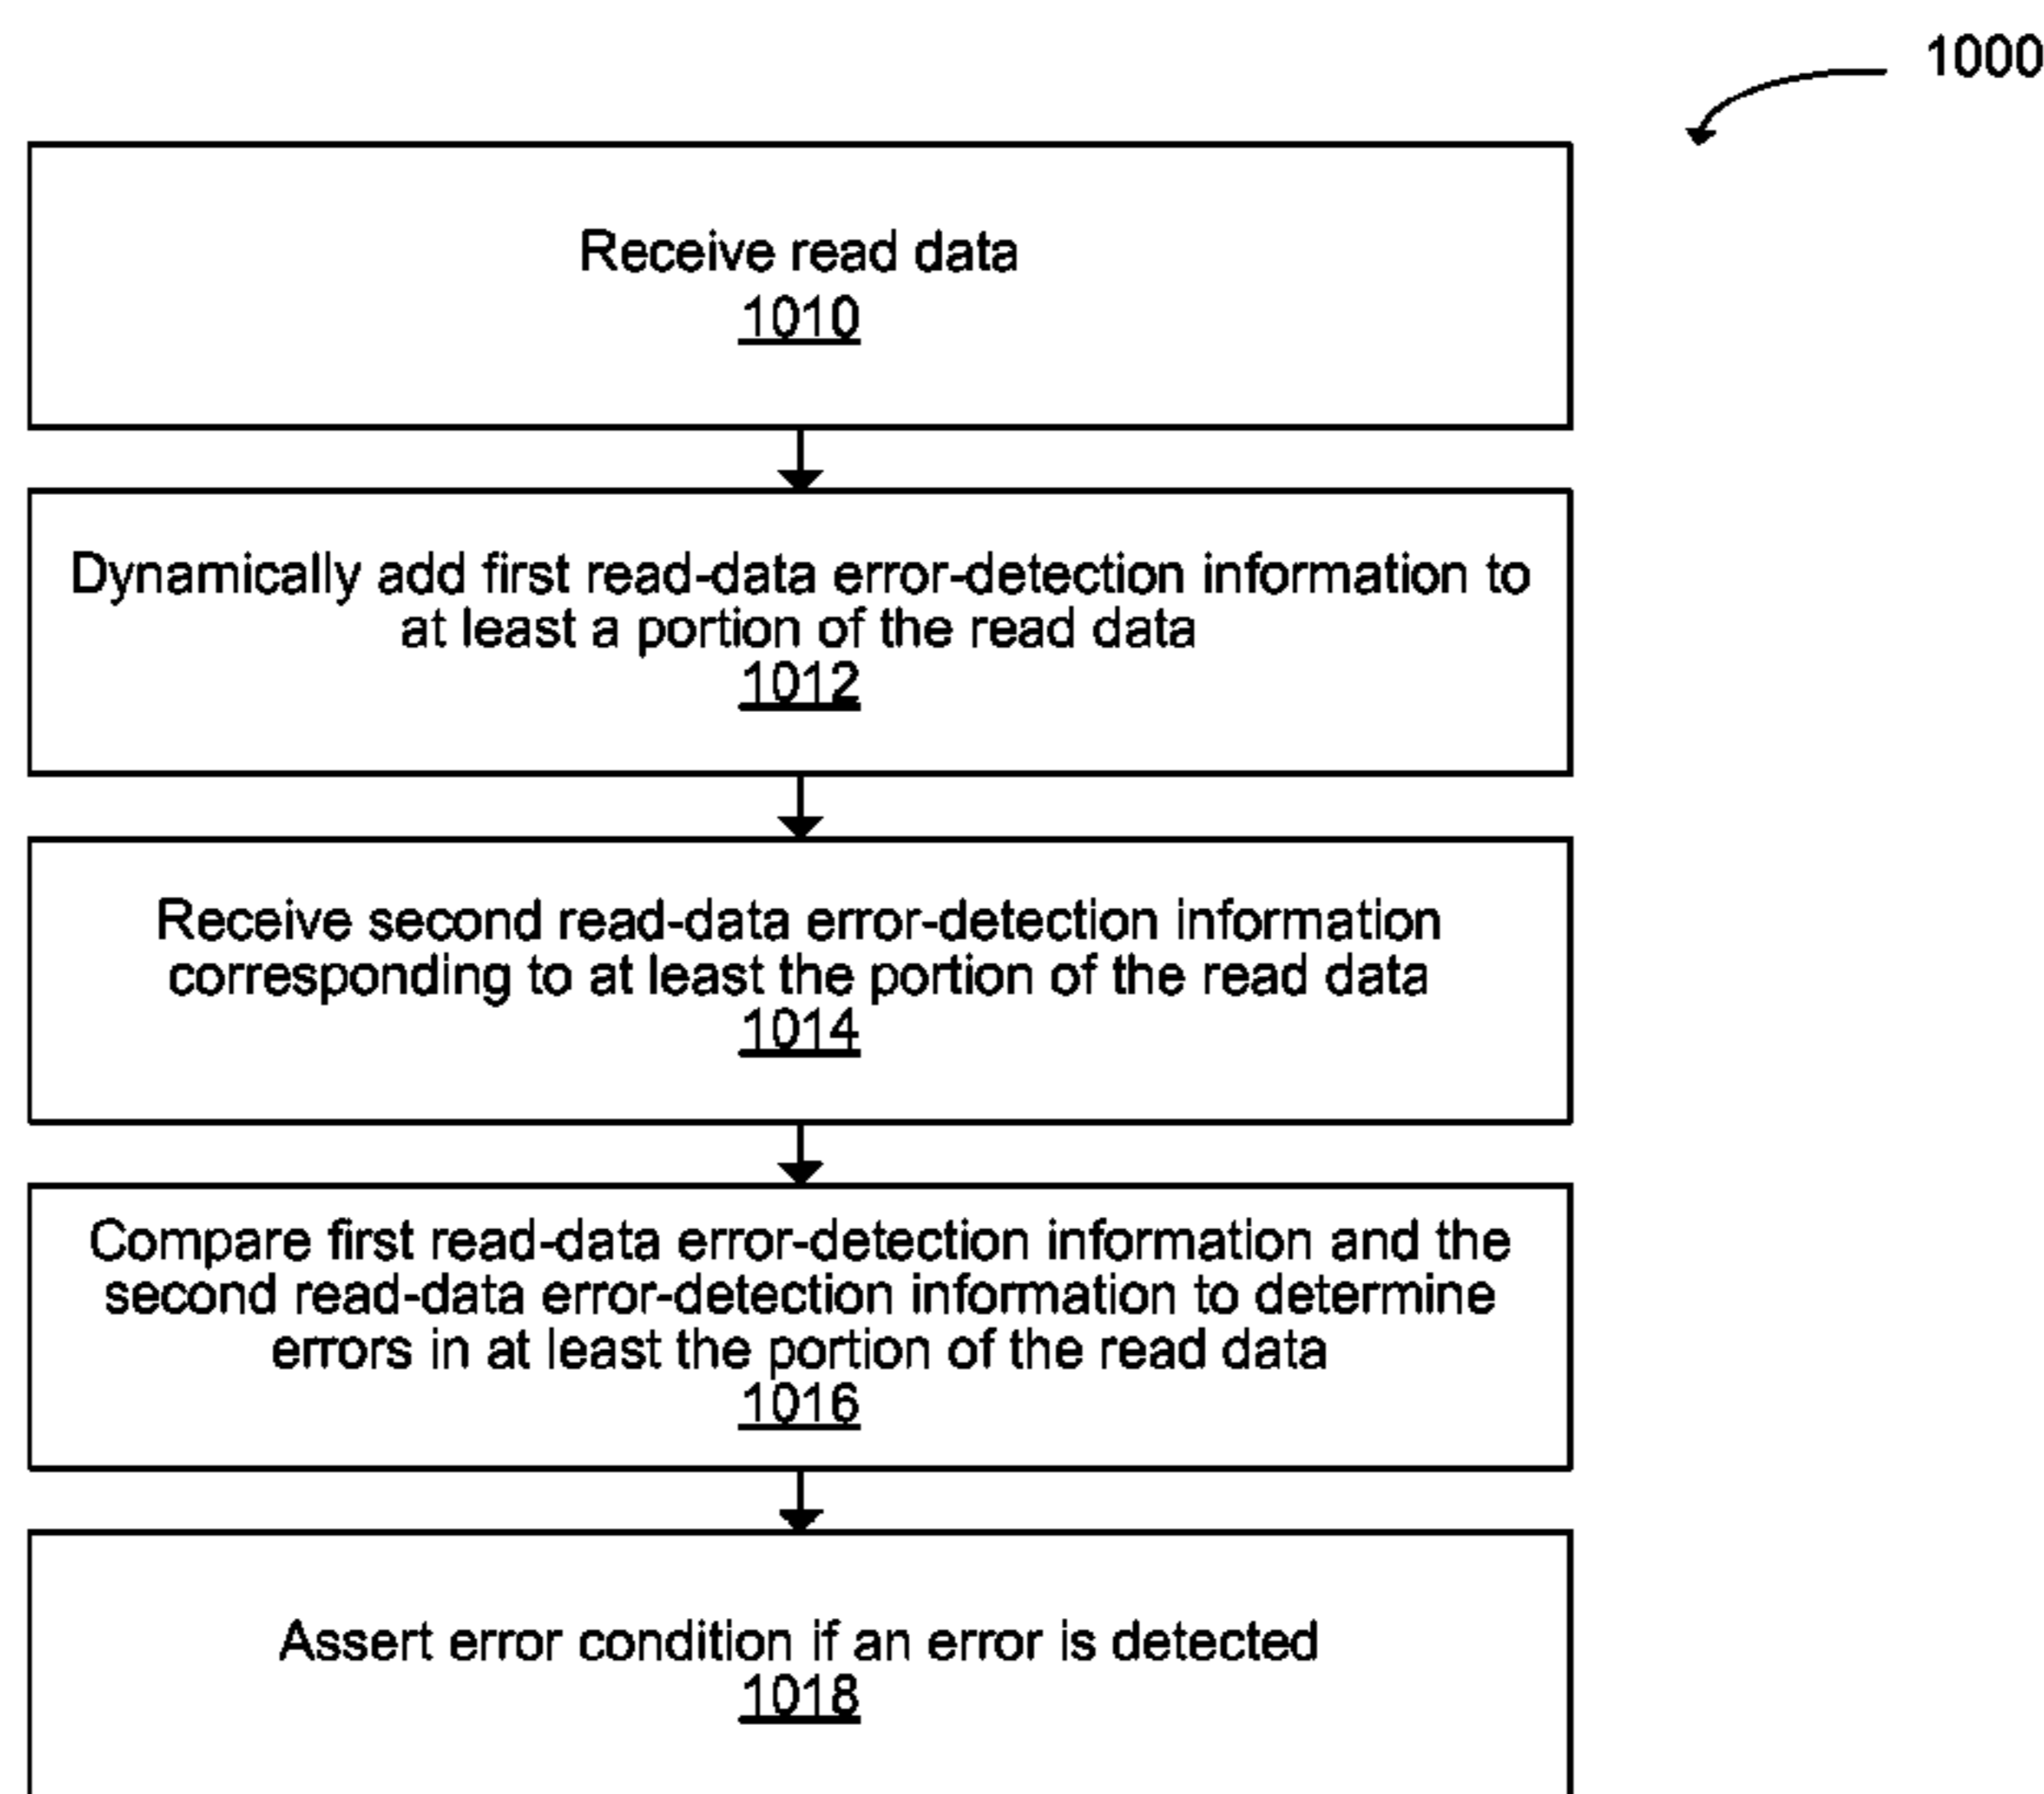 1000
Receive read data
1010
Dynamically add first read-data error-detection information to
at least a portion of the read data
1012
Receive second read-data error-detection information
corresponding to at least the portion of the read data
1014
Compare first read-data error-detection information and the
second read-data error-detection information to determine
errors in at least the portion of the read data
1016
Assert error condition if an error is detected
1018